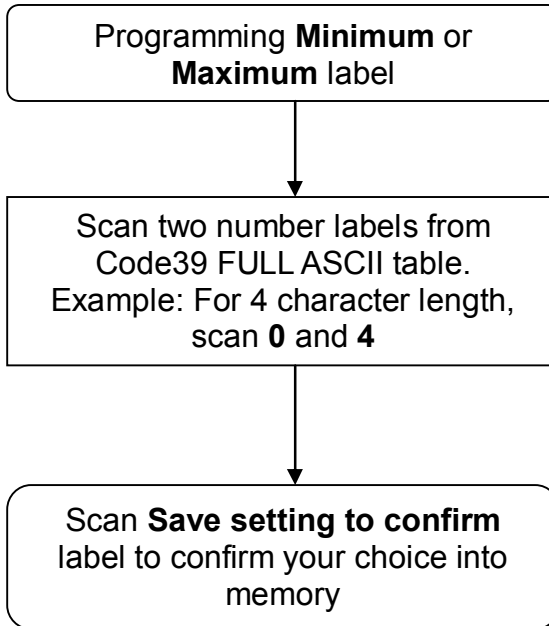 Programming Minimum or
Maximum label
Scan two number labels from
Code39 FULL ASCII table.
Example: For 4 character length,
scan 0 and 4
Scan Save setting to confirm
label to confirm your choice into
memory